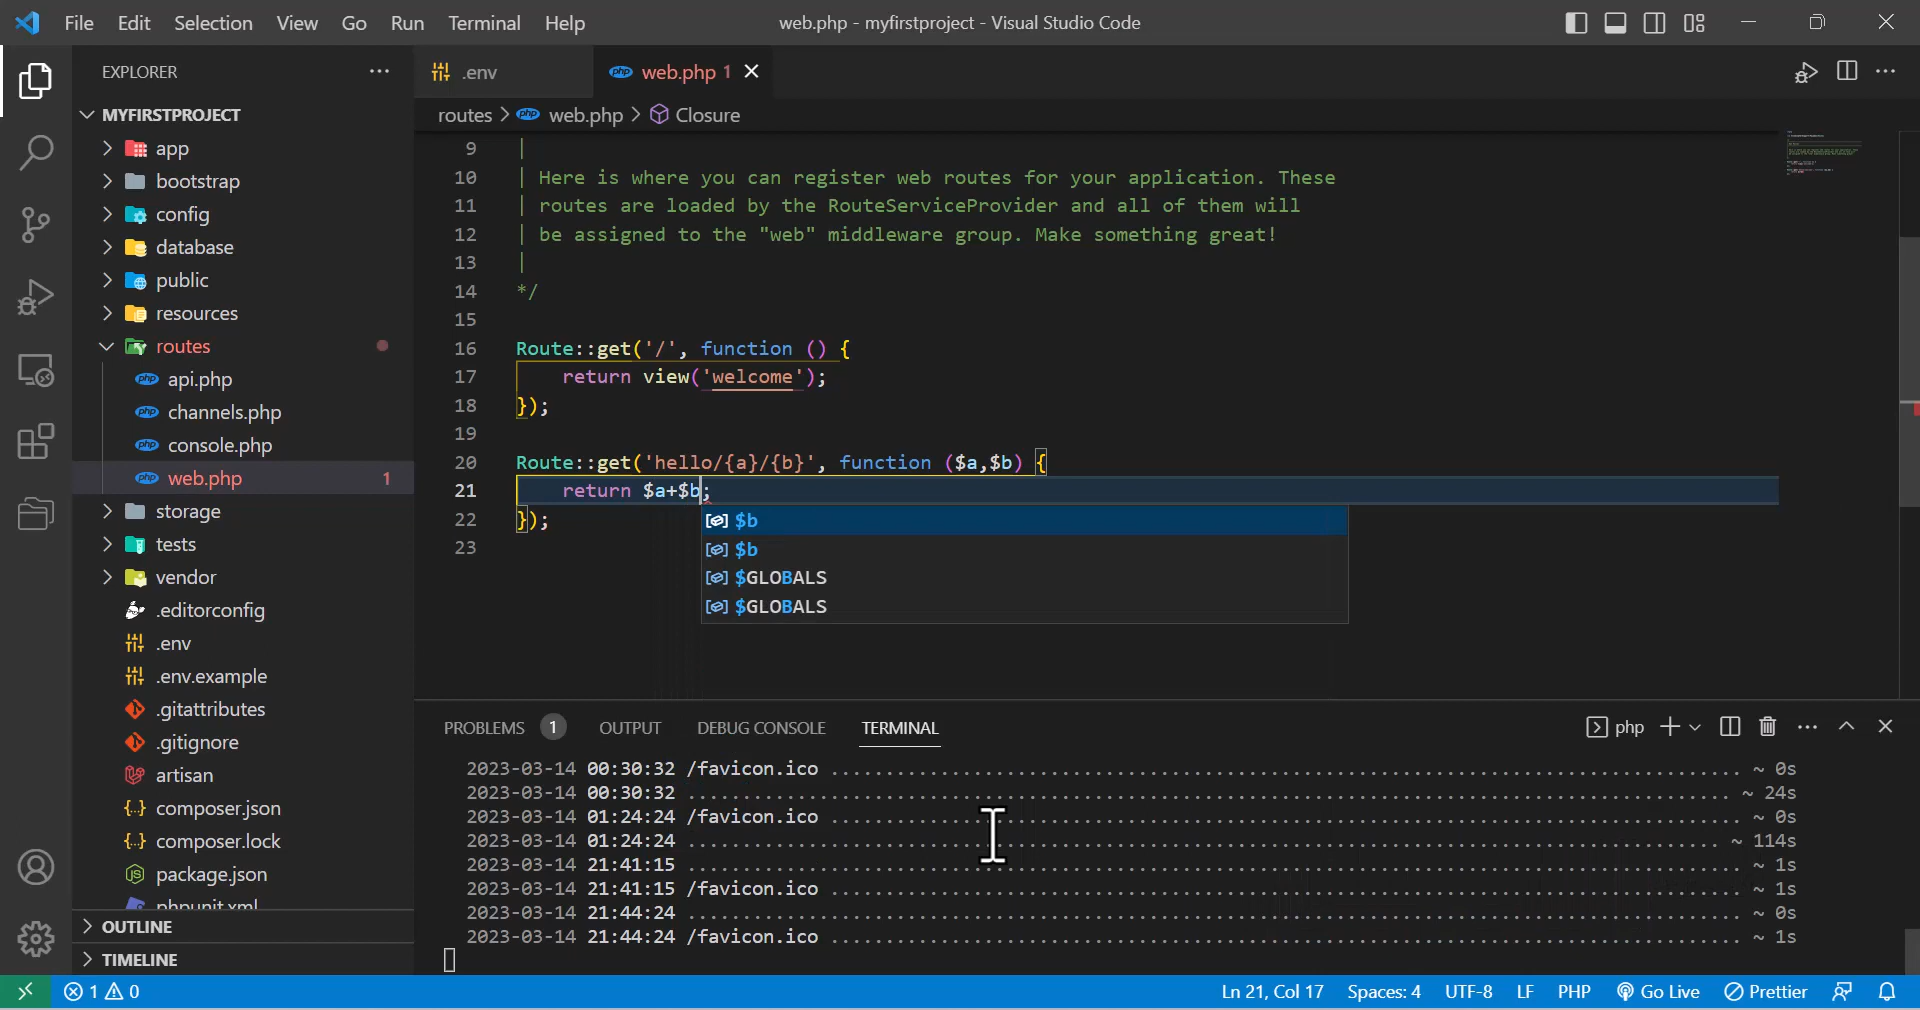 File Edit Selection View Go Run Terminal Help
web.php - myfirstproject - Visual Studio Code
EXPLORER
MYFIRSTPROJECT
app
bootstrap
config
database
public
resources
routes
api.php
channels.php
console.php
web.php 1
storage
tests
vendor
.editorconfig
.env
.env.example
.gitattributes
.gitignore
artisan
composer.json
composer.lock
package.json
phpunit.xml
OUTLINE
TIMELINE
.env
php web.php 1
routes > php web.php > Closure
9 |
10 | Here is where you can register web routes for your application. These
11 | routes are loaded by the RouteServiceProvider and all of them will
12 | be assigned to the "web" middleware group. Make something great!
13 |
14 */
15
16 Route::get('/', function () {
17 return view('welcome');
18 });
19
20 Route::get('hello/{a}/{b}', function ($a,$b) {
21 return $a+$b;
22 });
23
$b
$b
$GLOBALS
$GLOBALS
PROBLEMS 1 OUTPUT DEBUG CONSOLE TERMINAL
php
2023-03-14 00:30:32 /favicon.ico ........ ~ 0s
2023-03-14 00:30:32 ........ ~ 24s
2023-03-14 01:24:24 /favicon.ico ........ ~ 0s
2023-03-14 01:24:24 ........ ~ 114s
2023-03-14 21:41:15 ........ ~ 1s
2023-03-14 21:41:15 /favicon.ico ........ ~ 1s
2023-03-14 21:44:24 ........ ~ 0s
2023-03-14 21:44:24 /favicon.ico ........ ~ 1s
1 0
Ln 21, Col 17 Spaces: 4 UTF-8 LF PHP Go Live Prettier